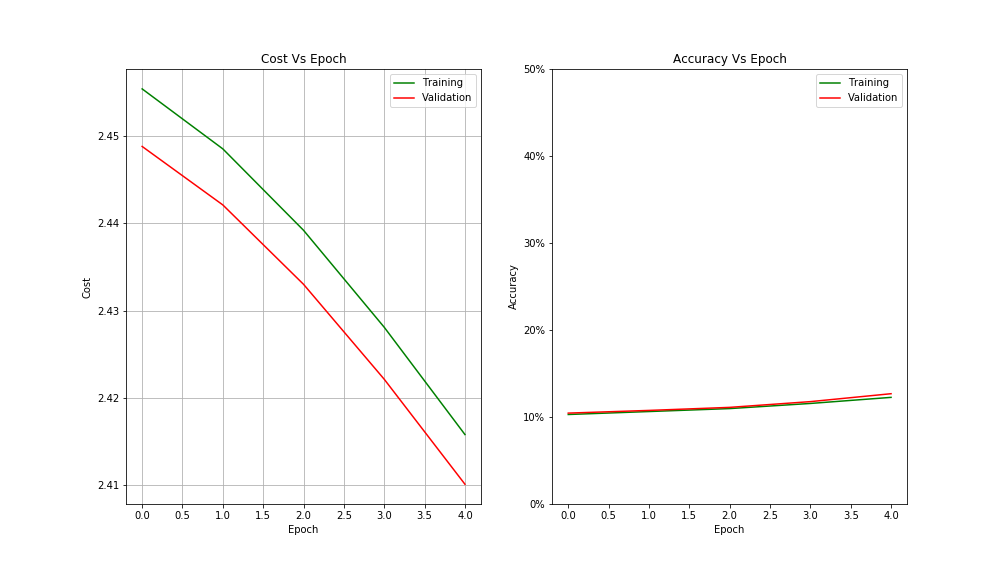 Cost Vs Epoch
Training
Validation
2.45
2.44
2.43
2.42
2.41
Cost
0.0 0.5 1.0 1.5 2.0 2.5 3.0 3.5 4.0
Epoch
Accuracy Vs Epoch
Training
Validation
50%
40%
30%
20%
10%
0%
Accuracy
0.0 0.5 1.0 1.5 2.0 2.5 3.0 3.5 4.0
Epoch